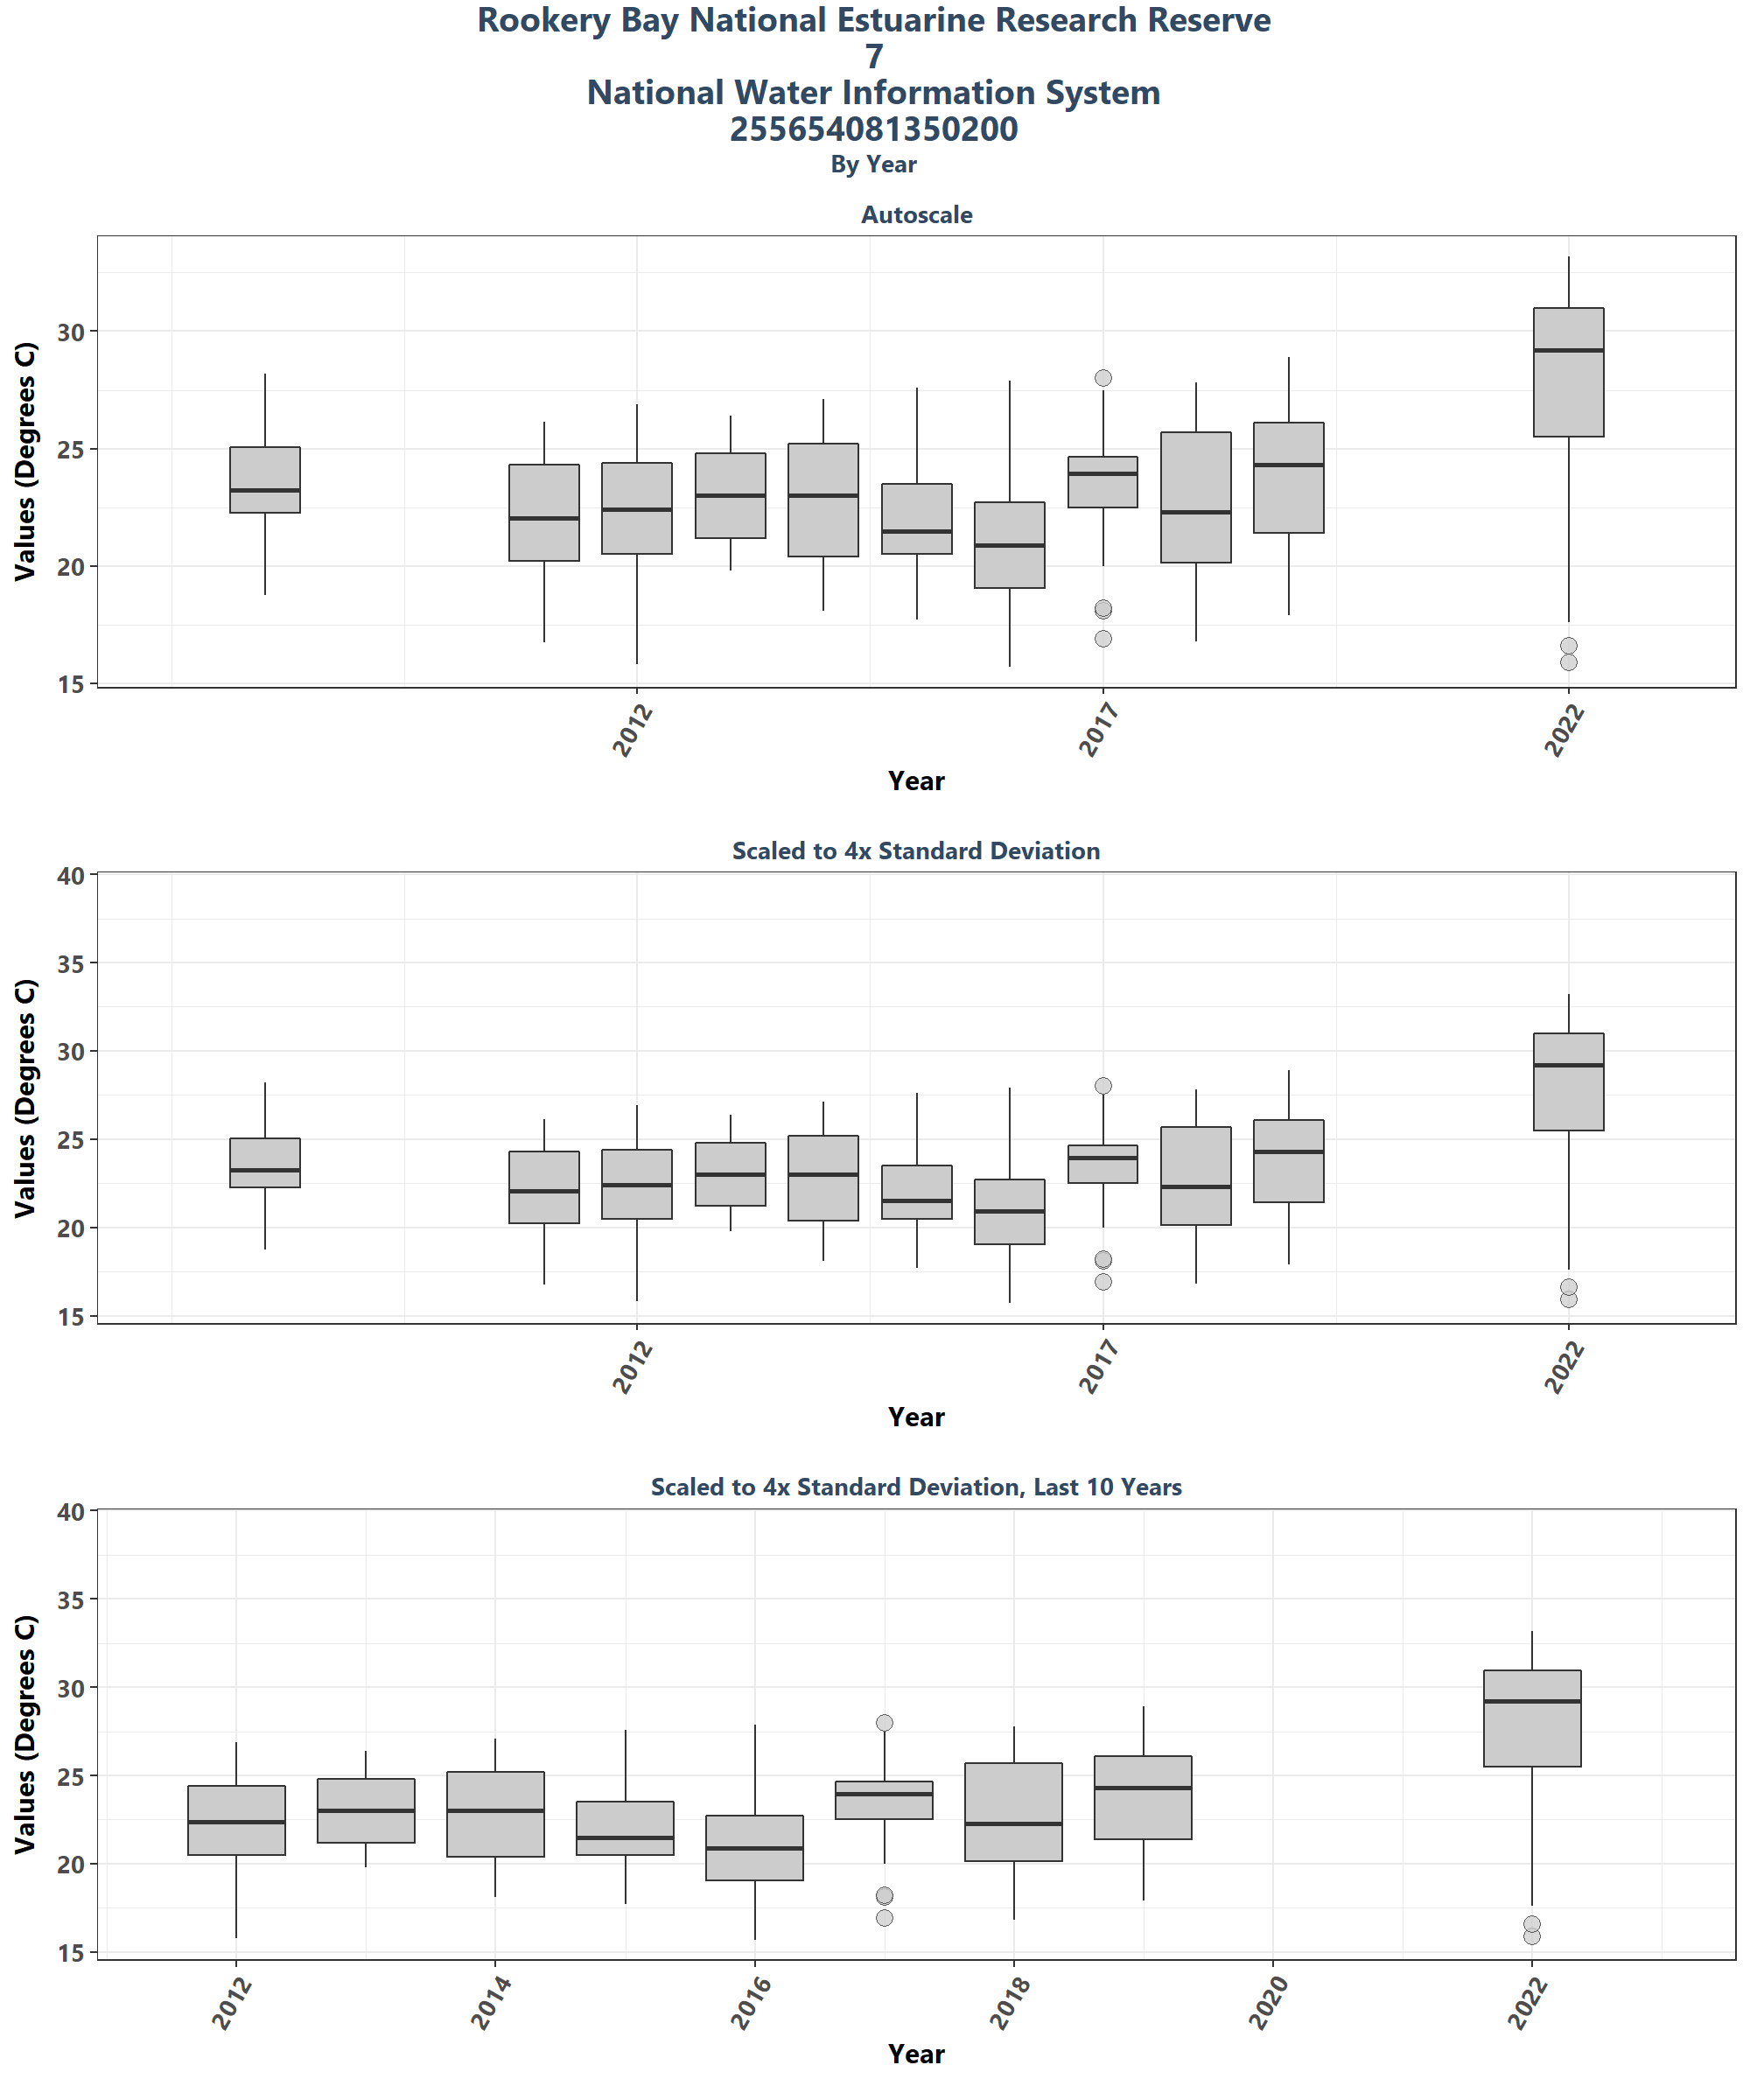 Rookery Bay National Estuarine Research Reserve
7
National Water Information System
255654081350200
By Year
Autoscale
Values (Degrees C)
30
25
20
15
2012
2017
2022
Year
Scaled to 4x Standard Deviation
Values (Degrees C)
40
35
30
25
20
15
2012
2017
2022
Year
Scaled to 4x Standard Deviation, Last 10 Years
Values (Degrees C)
40
35
30
25
20
15
2012
2014
2016
2018
2020
2022
Year